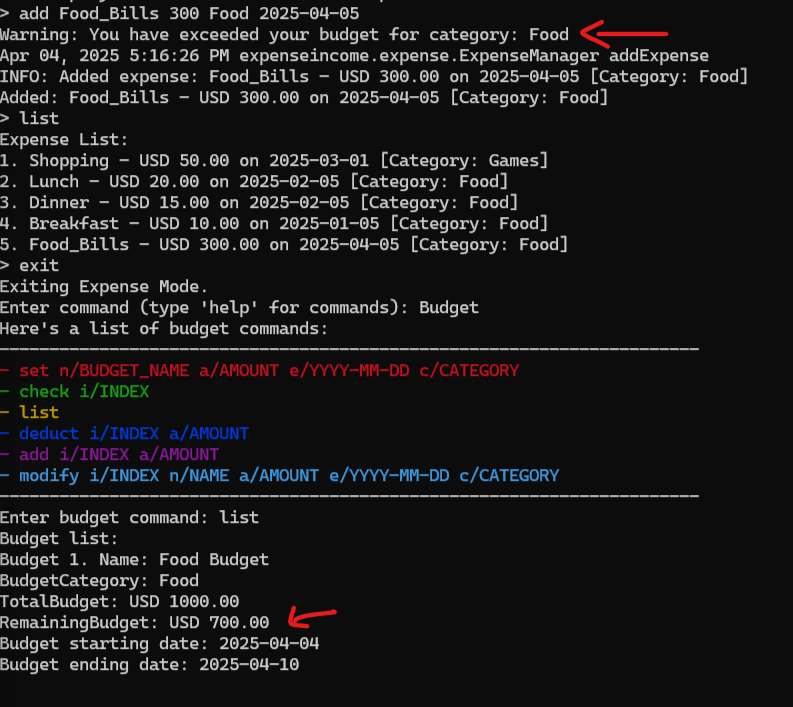 > add Food_Bills 300 Food 2025-04-05
Warning: You have exceeded your budget for category: Food
Apr 04, 2025 5:16:26 PM expenseincome.expense.ExpenseManager addExpense
INFO: Added expense: Food_Bills - USD 300.00 on 2025-04-05 [Category: Food]
Added: Food_Bills - USD 300.00 on 2025-04-05 [Category: Food]
> list
Expense List:
1. Shopping - USD 50.00 on 2025-03-01 [Category: Games]
2. Lunch - USD 20.00 on 2025-02-05 [Category: Food]
3. Dinner - USD 15.00 on 2025-02-05 [Category: Food]
4. Breakfast - USD 10.00 on 2025-01-05 [Category: Food]
5. Food_Bills - USD 300.00 on 2025-04-05 [Category: Food]
> exit
Exiting Expense Mode.
Enter command (type 'help' for commands): Budget
Here's a list of budget commands:
----------------------------------------------------------------------
- set n/BUDGET_NAME a/AMOUNT e/YYYY-MM-DD c/CATEGORY
- check i/INDEX
- list
- deduct i/INDEX a/AMOUNT
- add i/INDEX a/AMOUNT
- modify i/INDEX n/NAME a/AMOUNT e/YYYY-MM-DD c/CATEGORY
----------------------------------------------------------------------
Enter budget command: list
Budget list:
Budget 1. Name: Food Budget
BudgetCategory: Food
TotalBudget: USD 1000.00
RemainingBudget: USD 700.00
Budget starting date: 2025-04-04
Budget ending date: 2025-04-10